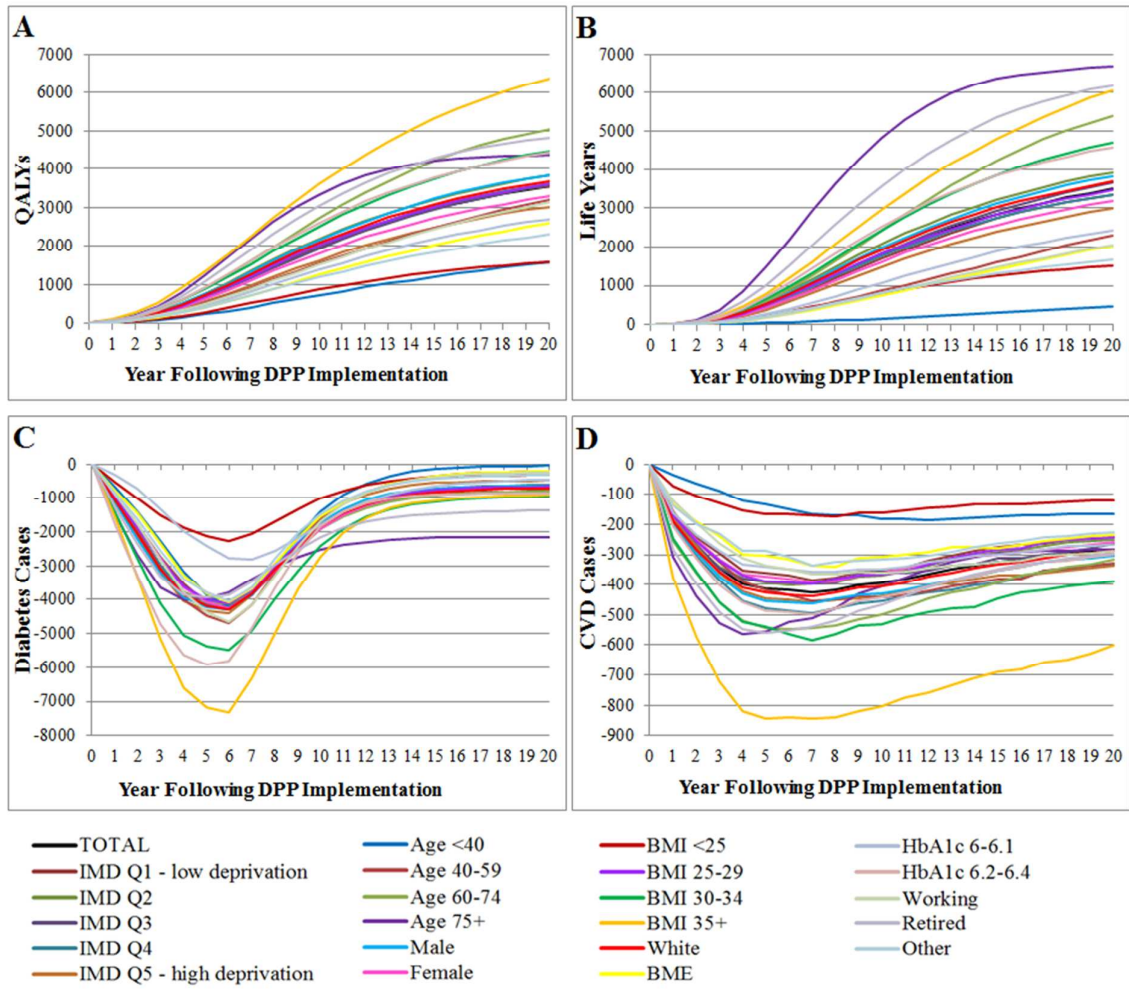 A
7000
6000
5000
4000
3000
2000
1000
0
QALYs
0 1 2 3 4 5 6 7 8 9 10 11 12 13 14 15 16 17 18 19 20
Year Following DPP Implementation
B
7000
6000
5000
4000
3000
2000
1000
0
Life Years
0 1 2 3 4 5 6 7 8 9 10 11 12 13 14 15 16 17 18 19 20
Year Following DPP Implementation
C
0
-1000
-2000
-3000
-4000
-5000
-6000
-7000
-8000
Diabetes Cases
0 1 2 3 4 5 6 7 8 9 10 11 12 13 14 15 16 17 18 19 20
Year Following DPP Implementation
D
0
-100
-200
-300
-400
-500
-600
-700
-800
-900
CVD Cases
0 1 2 3 4 5 6 7 8 9 10 11 12 13 14 15 16 17 18 19 20
Year Following DPP Implementation
TOTAL
IMD Q1 - low deprivation
IMD Q2
IMD Q3
IMD Q4
IMD Q5 - high deprivation
Age <40
Age 40-59
Age 60-74
Age 75+
Male
Female
BMI <25
BMI 25-29
BMI 30-34
BMI 35+
White
BME
HbA1c 6-6.1
HbA1c 6.2-6.4
Working
Retired
Other